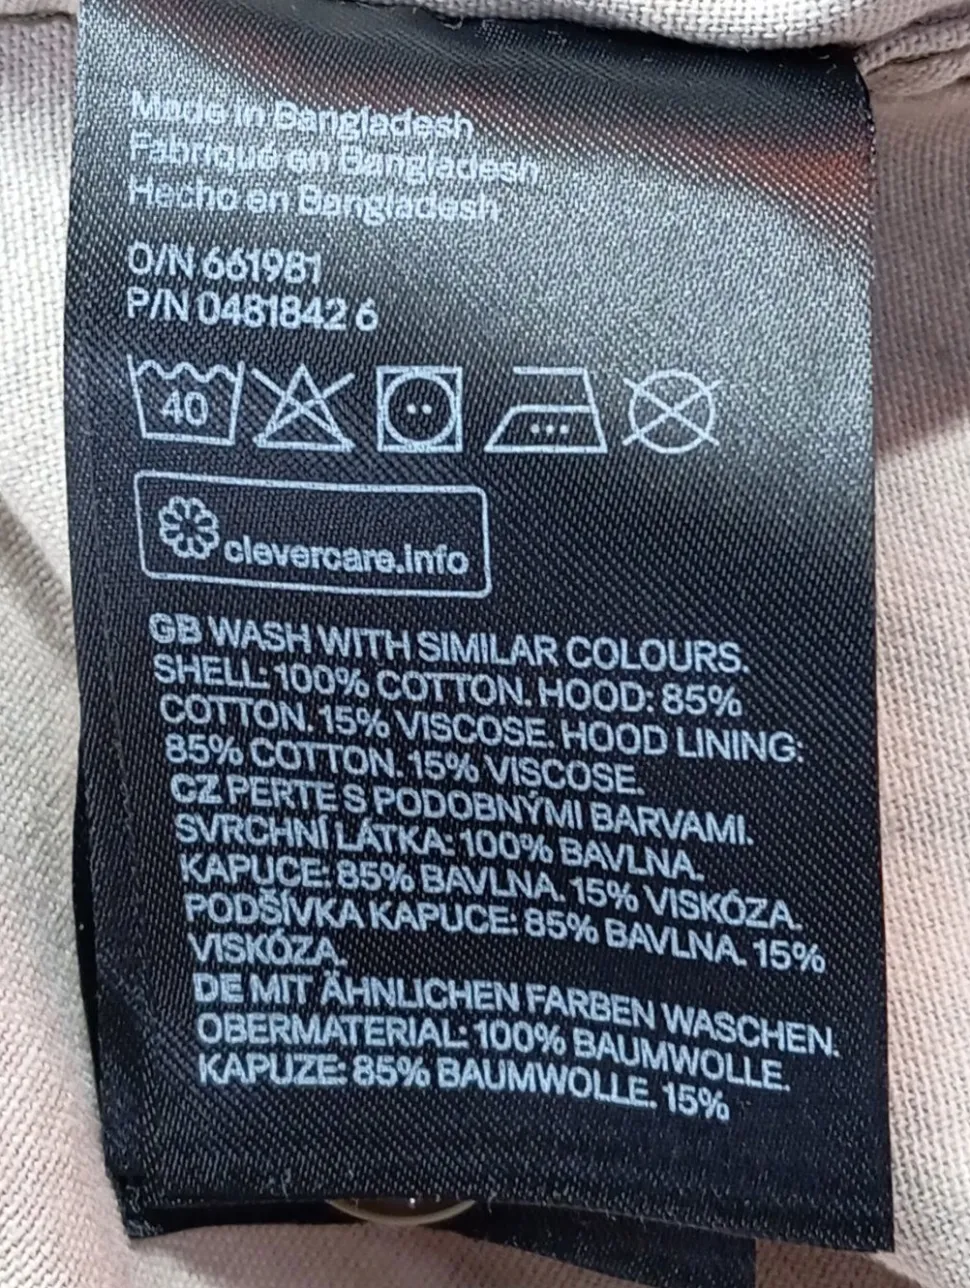 Made in Bangladesh
Fabriqué en Bangladesh
Hecho en Bangladesh
O/N 661981
P/N 0481842 6
40
clevercare.info
GB WASH WITH SIMILAR COLOURS.
SHELL: 100% COTTON. HOOD: 85%
COTTON. 15% VISCOSE. HOOD LINING:
85% COTTON. 15% VISCOSE.
CZ PERTE S PODOBNÝMI BARVAMI.
SVRCHNÍ LÁTKA: 100% BAVLNA.
KAPUCE: 85% BAVLNA. 15% VISKÓZA.
PODŠÍVKA KAPUCE: 85% BAVLNA. 15%
VISKÓZA.
DE MIT ÄHNLICHEN FARBEN WASCHEN.
OBERMATERIAL: 100% BAUMWOLLE.
KAPUZE: 85% BAUMWOLLE. 15%